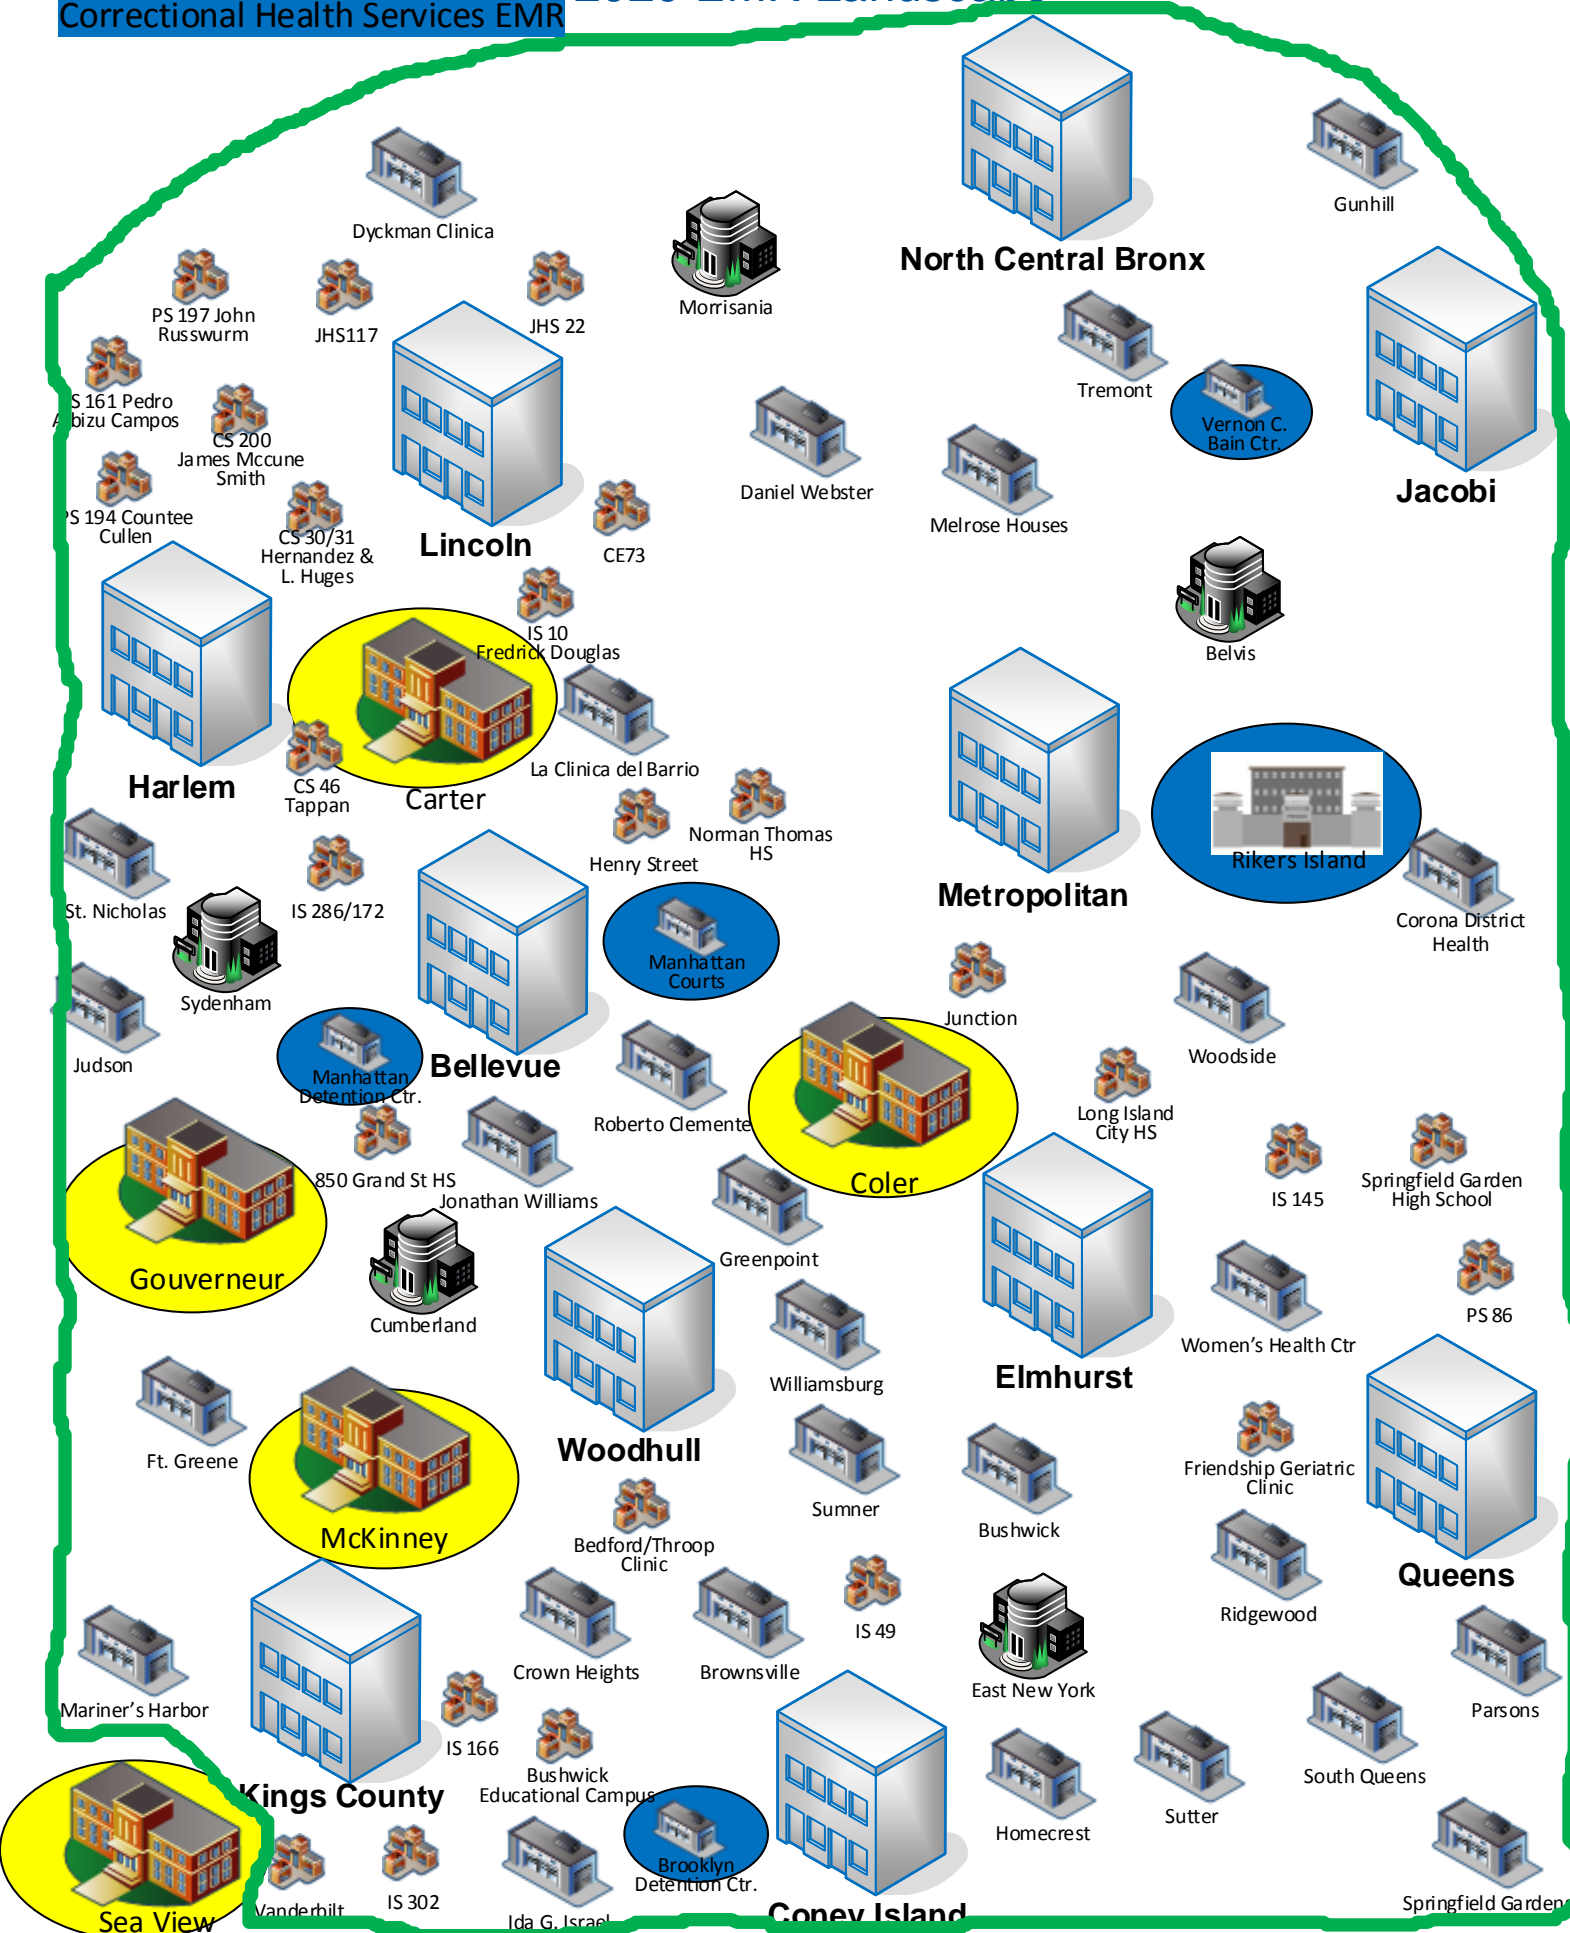 Correctional Health Services EMR
Dyckman Clinica
Gunhill
North Central Bronx
Morrisania
PS 197 John
Russwurm
JHS117
JHS 22
Tremont
Vernon C.
Bain Ctr.
S 161 Pedro
Albizu Campos
CS 200
James Mccune
Smith
Daniel Webster
Melrose Houses
Jacobi
PS 194 Countee
Cullen
CS 30/31
Hernandez &
L. Huges
Lincoln
CE73
IS 10
Fredrick Douglas
Belvis
Harlem
CS 46
Tappan
Carter
La Clinica del Barrio
Henry Street
Norman Thomas
HS
Metropolitan
Rikers Island
Corona District
Health
St. Nicholas
IS 286/172
Sydenham
Manhattan
Courts
Junction
Judson
Manhattan
Detention Ctr.
Bellevue
Woodside
Roberto Clemente
Long Island
City HS
850 Grand St HS
Jonathan Williams
Coler
IS 145
Springfield Garden
High School
Gouverneur
Greenpoint
Cumberland
PS 86
Women's Health Ctr
Williamsburg
Elmhurst
Ft. Greene
Woodhull
Friendship Geriatric
Clinic
McKinney
Sumner
Bushwick
Bedford/Throop
Clinic
Queens
Ridgewood
IS 49
Crown Heights
Brownsville
East New York
Mariner's Harbor
Parsons
IS 166
Kings County
Bushwick
Educational Campus
South Queens
Sutter
Homecrest
Brooklyn
Detention Ctr.
Sea View
Vanderbilt
IS 302
Ida G. Israel
Coney Island
Springfield Garden